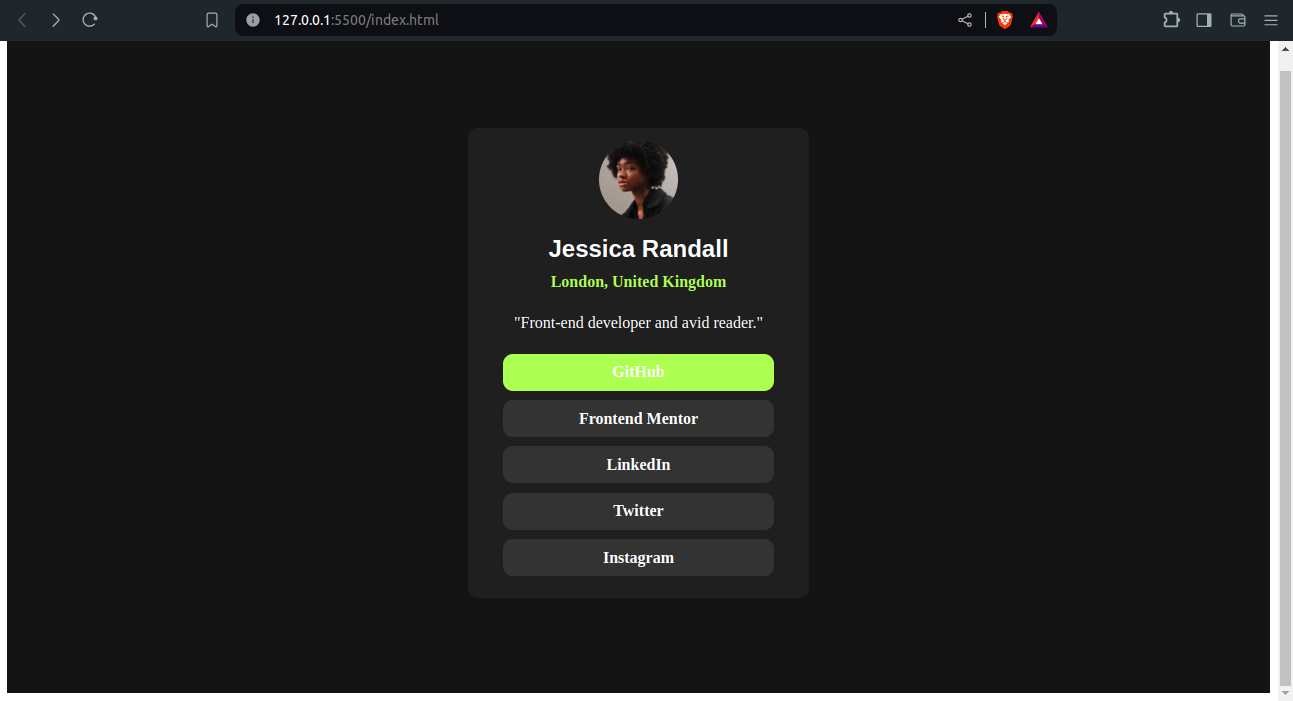 127.0.0.1:5500/index.html
Jessica Randall
London, United Kingdom
"Front-end developer and avid reader."
GitHub
Frontend Mentor
LinkedIn
Twitter
Instagram